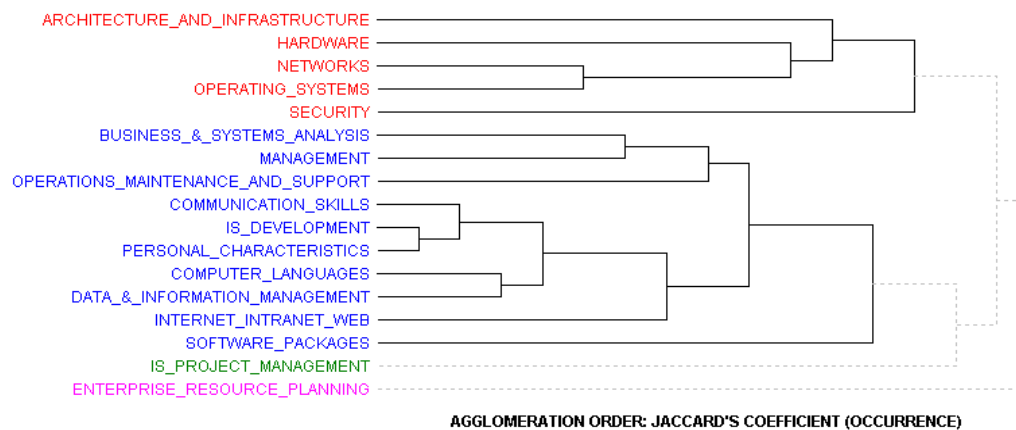 ARCHITECTURE_AND_INFRASTRUCTURE
HARDWARE
NETWORKS
OPERATING_SYSTEMS
SECURITY
BUSINESS_&_SYSTEMS_ANALYSIS
MANAGEMENT
OPERATIONS_MAINTENANCE_AND_SUPPORT
COMMUNICATION_SKILLS
IS_DEVELOPMENT
PERSONAL_CHARACTERISTICS
COMPUTER_LANGUAGES
DATA_&_INFORMATION_MANAGEMENT
INTERNET_INTRANET_WEB
SOFTWARE_PACKAGES
IS_PROJECT_MANAGEMENT
ENTERPRISE_RESOURCE_PLANNING
AGGLOMERATION ORDER: JACCARD'S COEFFICIENT (OCCURRENCE)